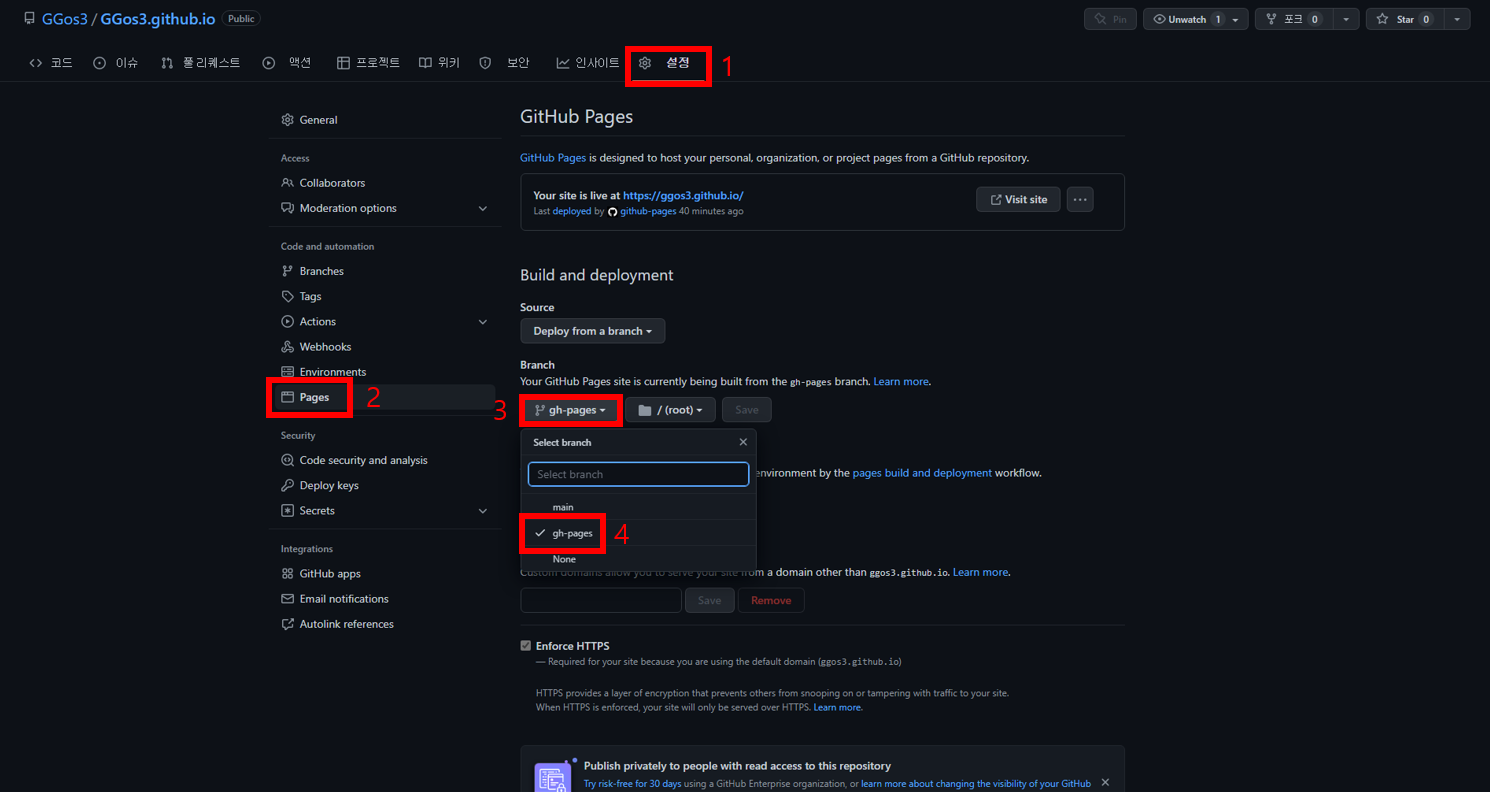 GGos3 / GGos3.github.io Public
Pin Unwatch 1 포크 0 Star 0
코드 이슈 풀 리퀘스트 액션 프로젝트 위키 보안 인사이트 설정 1
General
Access
Collaborators
Moderation options
Code and automation
Branches
Tags
Actions
Webhooks
Environments
Pages 2
Security
Code security and analysis
Deploy keys
Secrets
Integrations
GitHub apps
Email notifications
Autolink references
GitHub Pages
GitHub Pages is designed to host your personal, organization, or project pages from a GitHub repository.
Your site is live at https://ggos3.github.io/
Last deployed by github-pages 40 minutes ago
Visit site
Build and deployment
Source
Deploy from a branch
Branch
Your GitHub Pages site is currently being built from the gh-pages branch. Learn more.
3 gh-pages / (root) Save
Select branch
Select branch
environment by the pages build and deployment workflow.
main
gh-pages 4
None
Custom domains allow you to serve your site from a domain other than ggos3.github.io. Learn more.
Save Remove
Enforce HTTPS
— Required for your site because you are using the default domain (ggos3.github.io)
HTTPS provides a layer of encryption that prevents others from snooping on or tampering with traffic to your site.
When HTTPS is enforced, your site will only be served over HTTPS. Learn more.
Publish privately to people with read access to this repository
Try risk-free for 30 days using a GitHub Enterprise organization, or learn more about changing the visibility of your GitHub